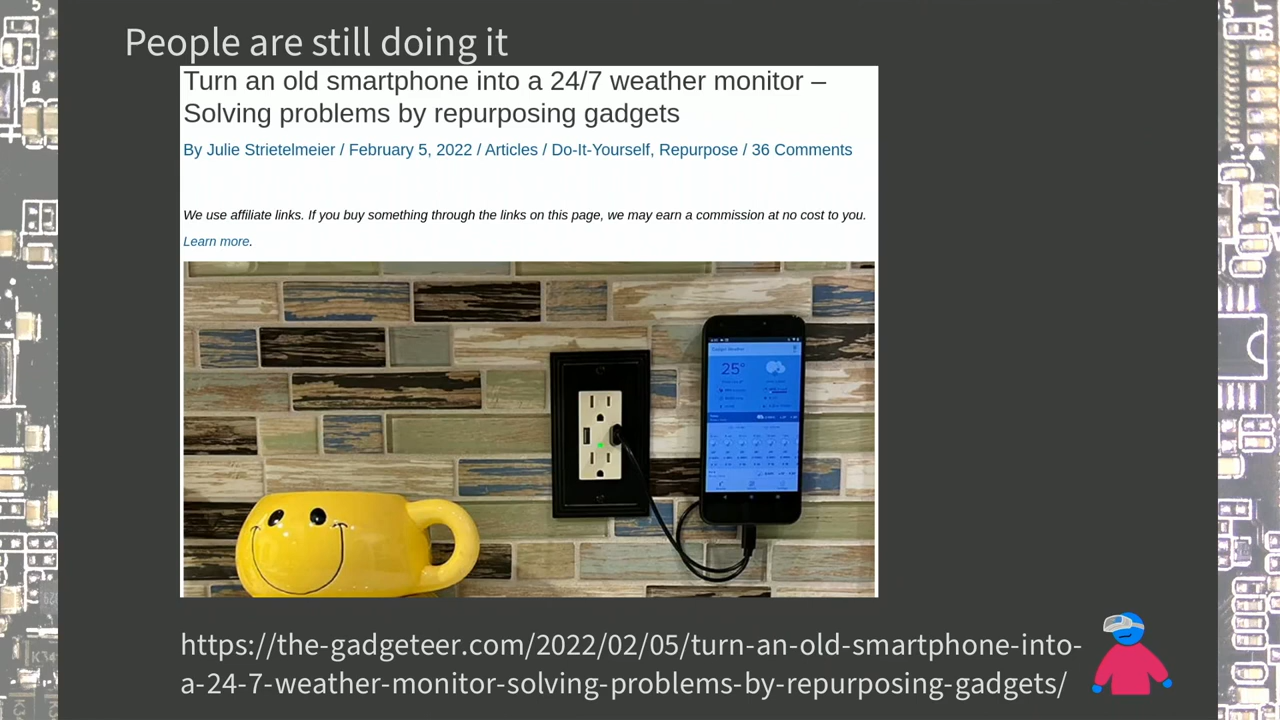 People are still doing it
Turn an old smartphone into a 24/7 weather monitor –
Solving problems by repurposing gadgets
By Julie Strietelmeier / February 5, 2022 / Articles / Do-It-Yourself, Repurpose / 36 Comments
We use affiliate links. If you buy something through the links on this page, we may earn a commission at no cost to you.
Learn more.
25°
https://the-gadgeteer.com/2022/02/05/turn-an-old-smartphone-into-
a-24-7-weather-monitor-solving-problems-by-repurposing-gadgets/